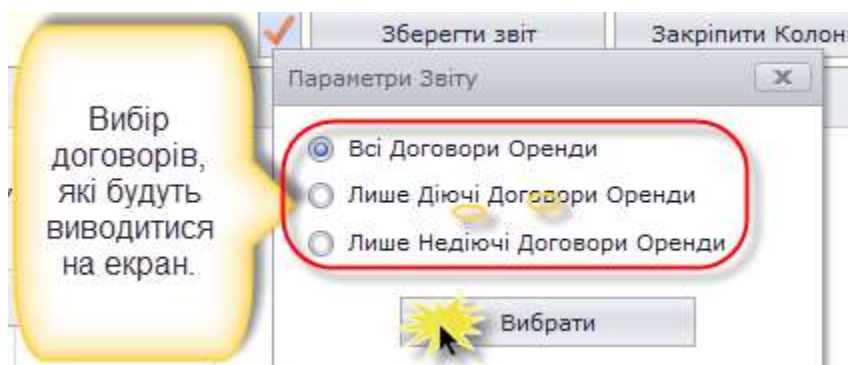 Зберегти звіт
Закріпити Колон
Параметри Звіту
Вибір
договорів,
які будуть
виводитися
на екран.
Всі Договори Оренди
Лише Діючі Договори Оренди
Лише Недіючі Договори Оренди
Вибрати